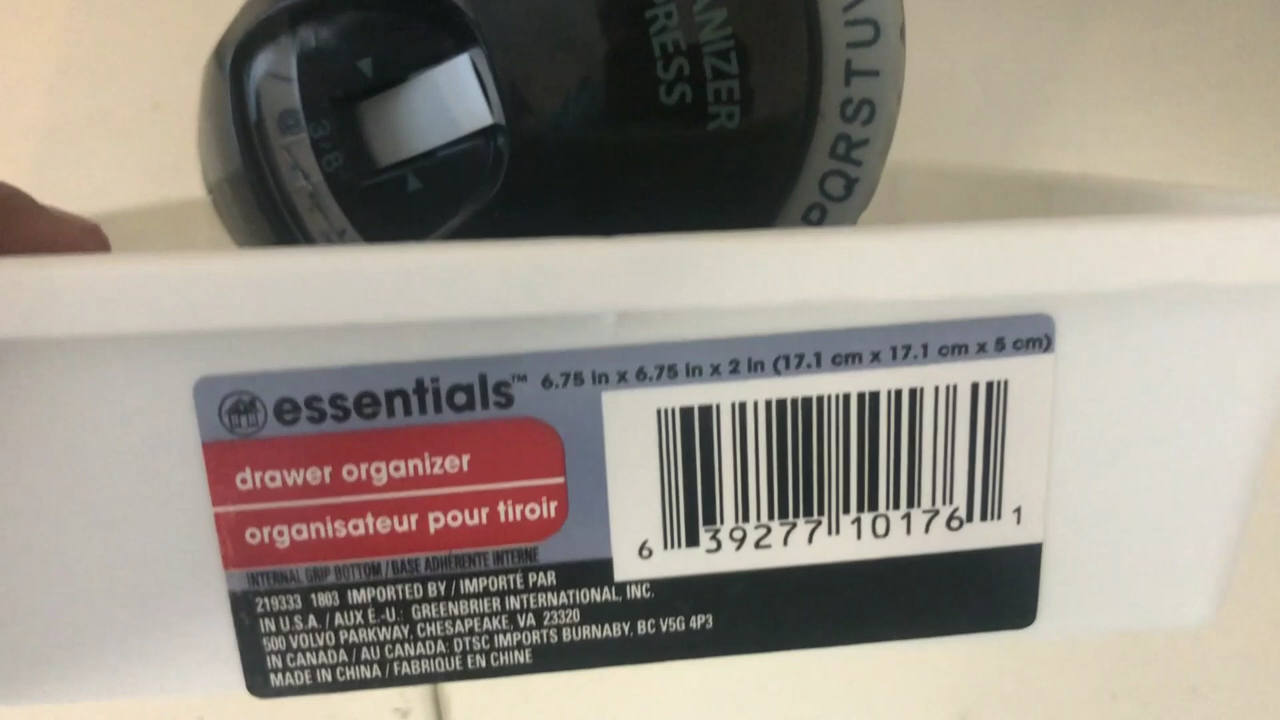 ANIZER
PRESS
PQRSTUV
3/8
essentials™ 6.75 in x 6.75 in x 2 in (17.1 cm x 17.1 cm x 5 cm)
drawer organizer
organisateur pour tiroir
6 39277 10176 1
INTERNAL GRIP BOTTOM / BASE ADHÉRENTE INTERNE
219333 1803 IMPORTED BY / IMPORTÉ PAR
IN U.S.A. / AUX É.-U.: GREENBRIER INTERNATIONAL, INC.
500 VOLVO PARKWAY, CHESAPEAKE, VA 23320
IN CANADA / AU CANADA: DTSC IMPORTS BURNABY, BC V5G 4P3
MADE IN CHINA / FABRIQUE EN CHINE